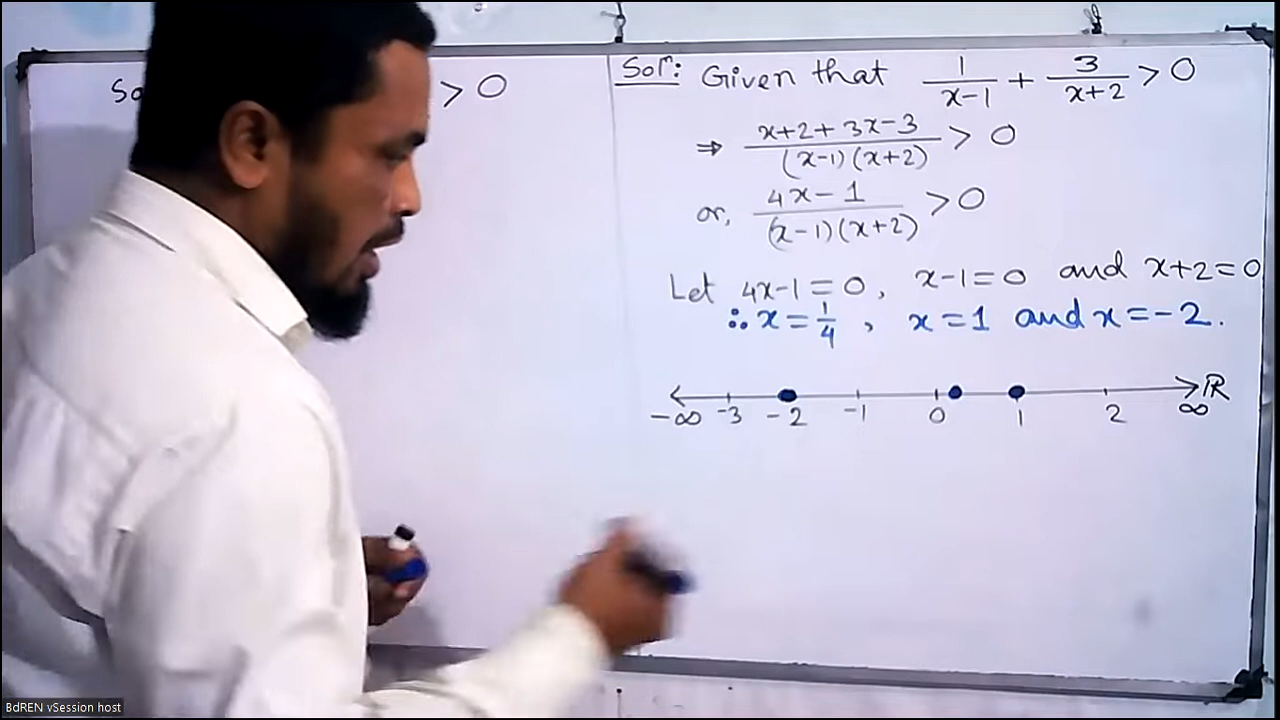 > 0
Soln: Given that 1/(x-1) + 3/(x+2) > 0
⇒ (x+2+3x-3)/((x-1)(x+2)) > 0
or, (4x-1)/((x-1)(x+2)) > 0
Let 4x-1=0, x-1=0 and x+2=0
∴ x=1/4, x=1 and x=-2.
R
-∞ -3 -2 -1 0 1 2 ∞
BdREN vSession host